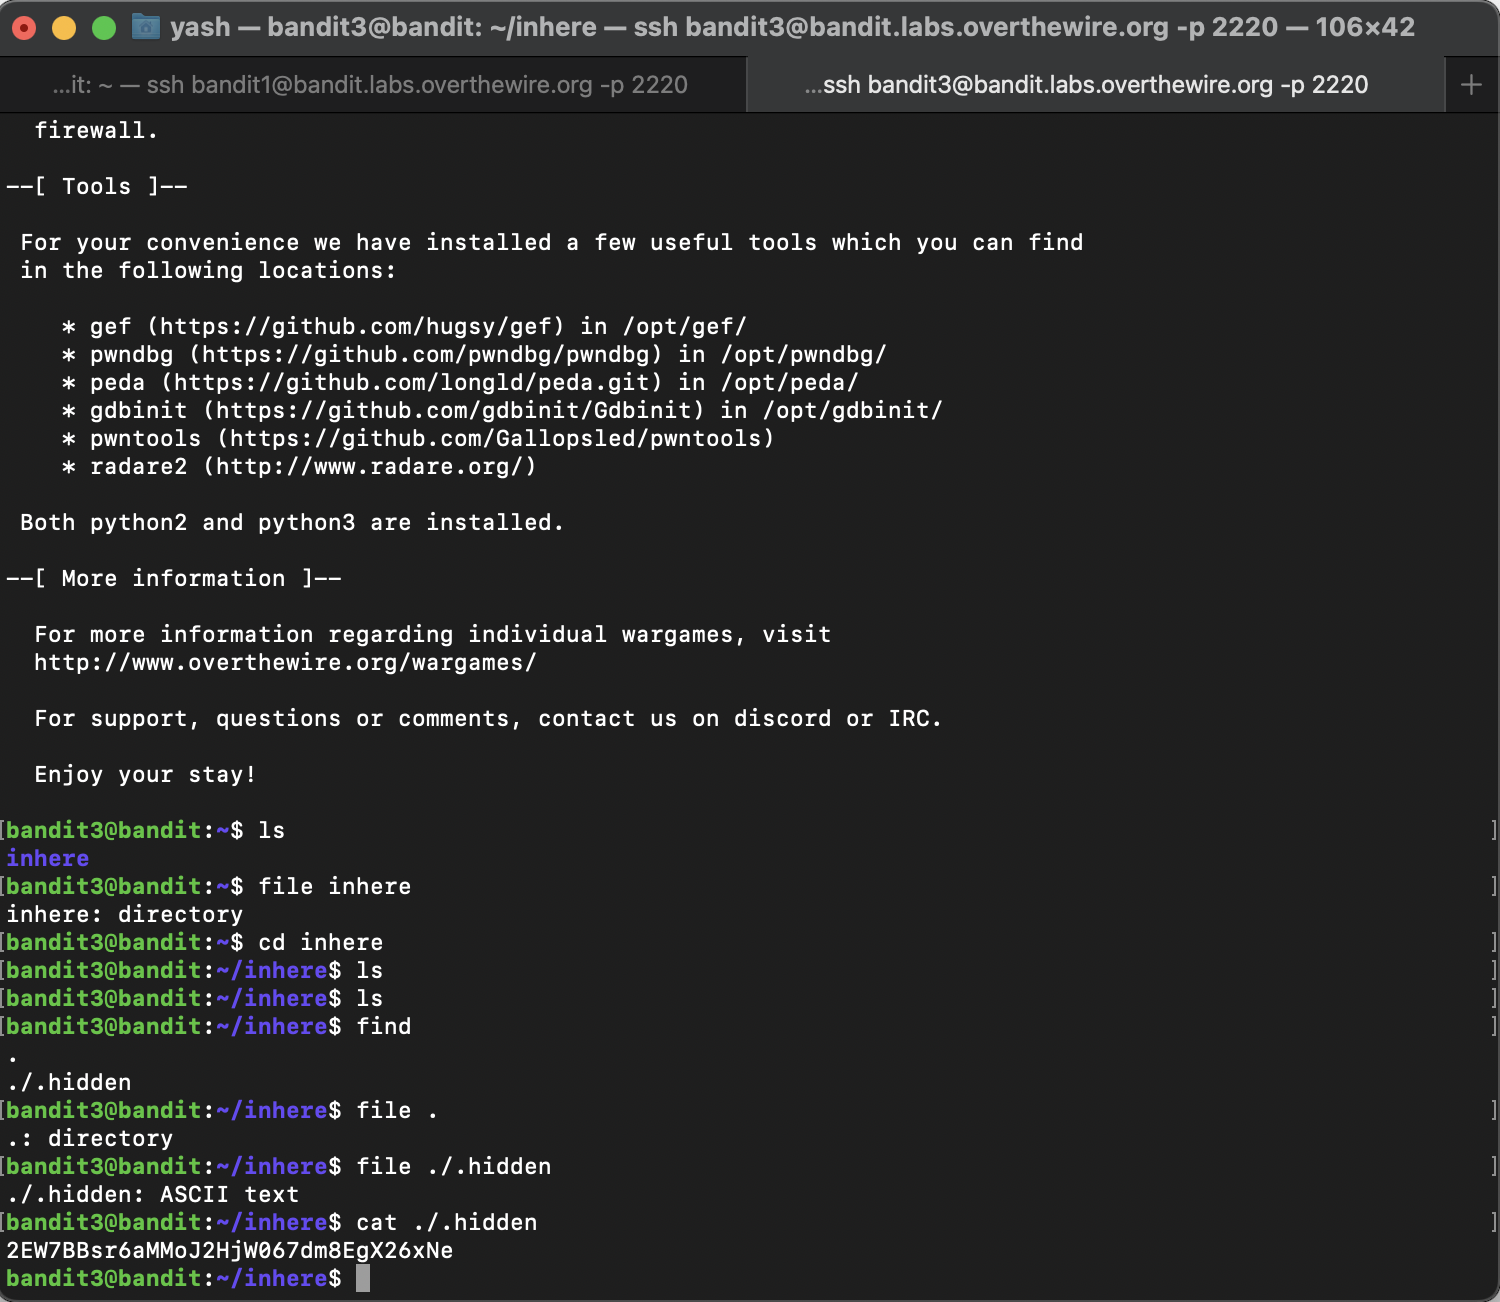 yash — bandit3@bandit: ~/inhere — ssh bandit3@bandit.labs.overthewire.org -p 2220 — 106×42
...it: ~ — ssh bandit1@bandit.labs.overthewire.org -p 2220
...ssh bandit3@bandit.labs.overthewire.org -p 2220
+
  firewall.

--[ Tools ]--

 For your convenience we have installed a few useful tools which you can find
 in the following locations:

    * gef (https://github.com/hugsy/gef) in /opt/gef/
    * pwndbg (https://github.com/pwndbg/pwndbg) in /opt/pwndbg/
    * peda (https://github.com/longld/peda.git) in /opt/peda/
    * gdbinit (https://github.com/gdbinit/Gdbinit) in /opt/gdbinit/
    * pwntools (https://github.com/Gallopsled/pwntools)
    * radare2 (http://www.radare.org/)

 Both python2 and python3 are installed.

--[ More information ]--

  For more information regarding individual wargames, visit
  http://www.overthewire.org/wargames/

  For support, questions or comments, contact us on discord or IRC.

  Enjoy your stay!

[bandit3@bandit:~$ ls ]
inhere
[bandit3@bandit:~$ file inhere ]
inhere: directory
[bandit3@bandit:~$ cd inhere ]
[bandit3@bandit:~/inhere$ ls ]
[bandit3@bandit:~/inhere$ ls ]
[bandit3@bandit:~/inhere$ find ]
.
./.hidden
[bandit3@bandit:~/inhere$ file . ]
.: directory
[bandit3@bandit:~/inhere$ file ./.hidden ]
./.hidden: ASCII text
[bandit3@bandit:~/inhere$ cat ./.hidden ]
2EW7BBsr6aMMoJ2HjW067dm8EgX26xNe
bandit3@bandit:~/inhere$